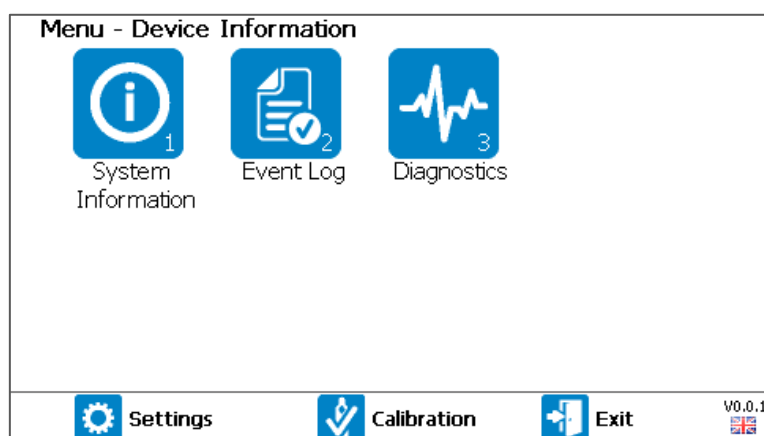 Menu - Device Information
1
2
3
System
Information
Event Log
Diagnostics
Settings
Calibration
Exit
V0.0.1